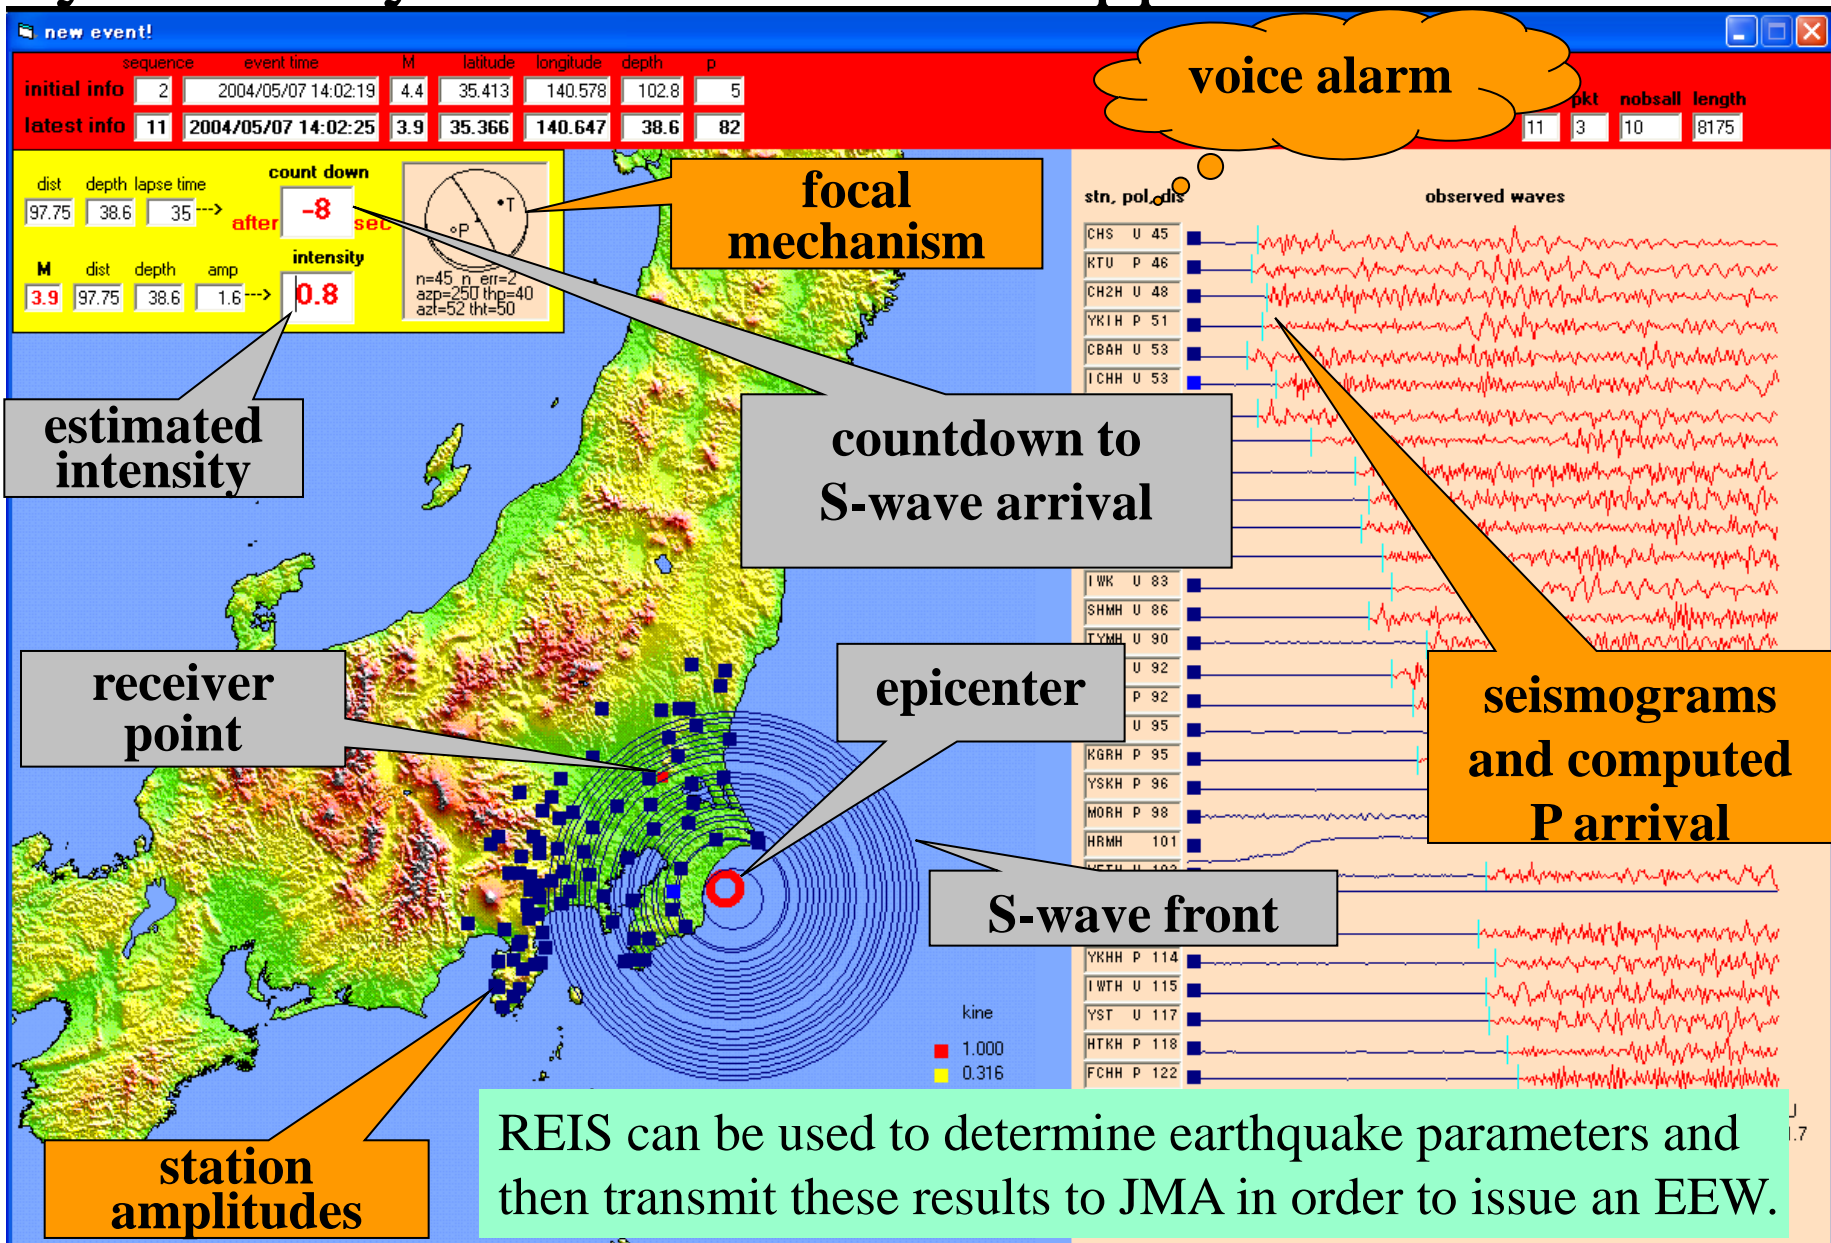 new event!
sequence event time M latitude longitude depth p
initial info 2 2004/05/07 14:02:19 4.4 35.413 140.578 102.8 5
latest info 11 2004/05/07 14:02:25 3.9 35.366 140.647 38.6 82
voice alarm
pkt nobsall length
11 3 10 8175
count down
dist depth lapse time
97.75 38.6 35 ---> after -8 sec
intensity
M dist depth amp
3.9 97.75 38.6 1.6 ---> 0.8
T
P
n=45 n_err=2
azp=250 thp=40
azt=52 tht=50
focal
mechanism
stn, pol, dis observed waves
CHS U 45
KTU P 46
CH2H U 48
YKIH P 51
CBAH U 53
ICHH U 53
estimated
intensity
countdown to
S-wave arrival
IWK U 83
SHMH U 86
TYMH U 90
U 92
P 92
U 95
KGRH P 95
YSKH P 96
MORH P 98
HRMH 101
receiver
point
epicenter
seismograms
and computed
P arrival
S-wave front
YKHH P 114
IWTH U 115
YST U 117
HTKH P 118
FCHH P 122
kine
1.000
0.316
station
amplitudes
REIS can be used to determine earthquake parameters and
then transmit these results to JMA in order to issue an EEW.